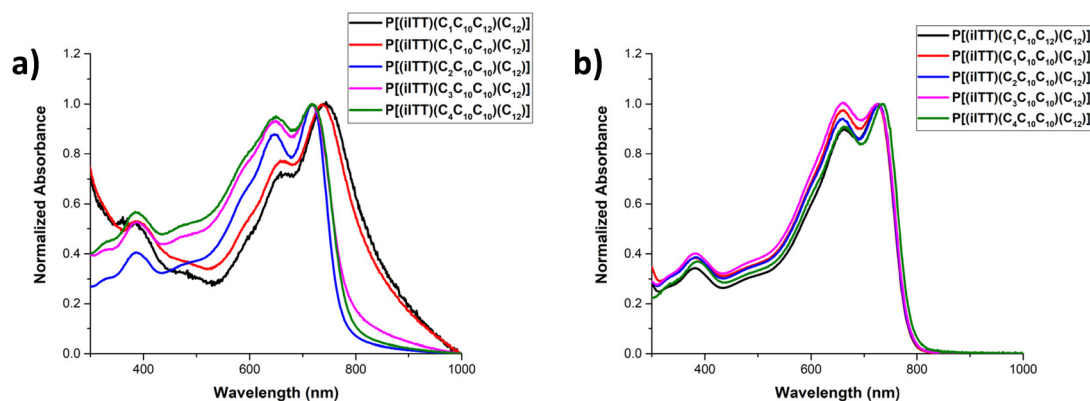 a)
P[(iITT)(C₁C₁₀C₁₂)(C₁₂)]
P[(iITT)(C₁C₁₀C₁₀)(C₁₂)]
P[(iITT)(C₂C₁₀C₁₀)(C₁₂)]
P[(iITT)(C₃C₁₀C₁₀)(C₁₂)]
P[(iITT)(C₄C₁₀C₁₀)(C₁₂)]
Normalized Absorbance
1.2
1.0
0.8
0.6
0.4
0.2
0.0
400 600 800 1000
Wavelength (nm)
b)
P[(iITT)(C₁C₁₀C₁₂)(C₁₂)]
P[(iITT)(C₁C₁₀C₁₀)(C₁₂)]
P[(iITT)(C₂C₁₀C₁₀)(C₁₂)]
P[(iITT)(C₃C₁₀C₁₀)(C₁₂)]
P[(iITT)(C₄C₁₀C₁₀)(C₁₂)]
Normalized Absorbance
1.2
1.0
0.8
0.6
0.4
0.2
0.0
400 600 800 1000
Wavelength (nm)